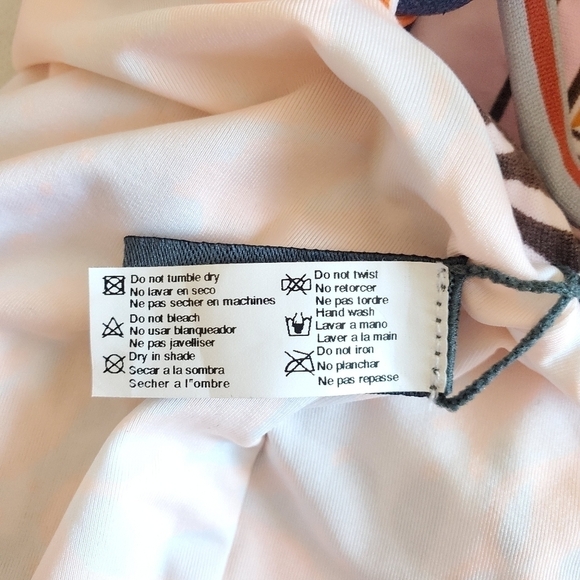 Do not tumble dry
No lavar en seco
Ne pas secher en machines
Do not bleach
No usar blanqueador
Ne pas javelliser
Dry in shade
Secar a la sombra
Secher a l"ombre
Do not twist
No retorcer
Ne pas tordre
Hand wash
Lavar a mano
Laver a la main
Do not iron
No planchar
Ne pas repasse